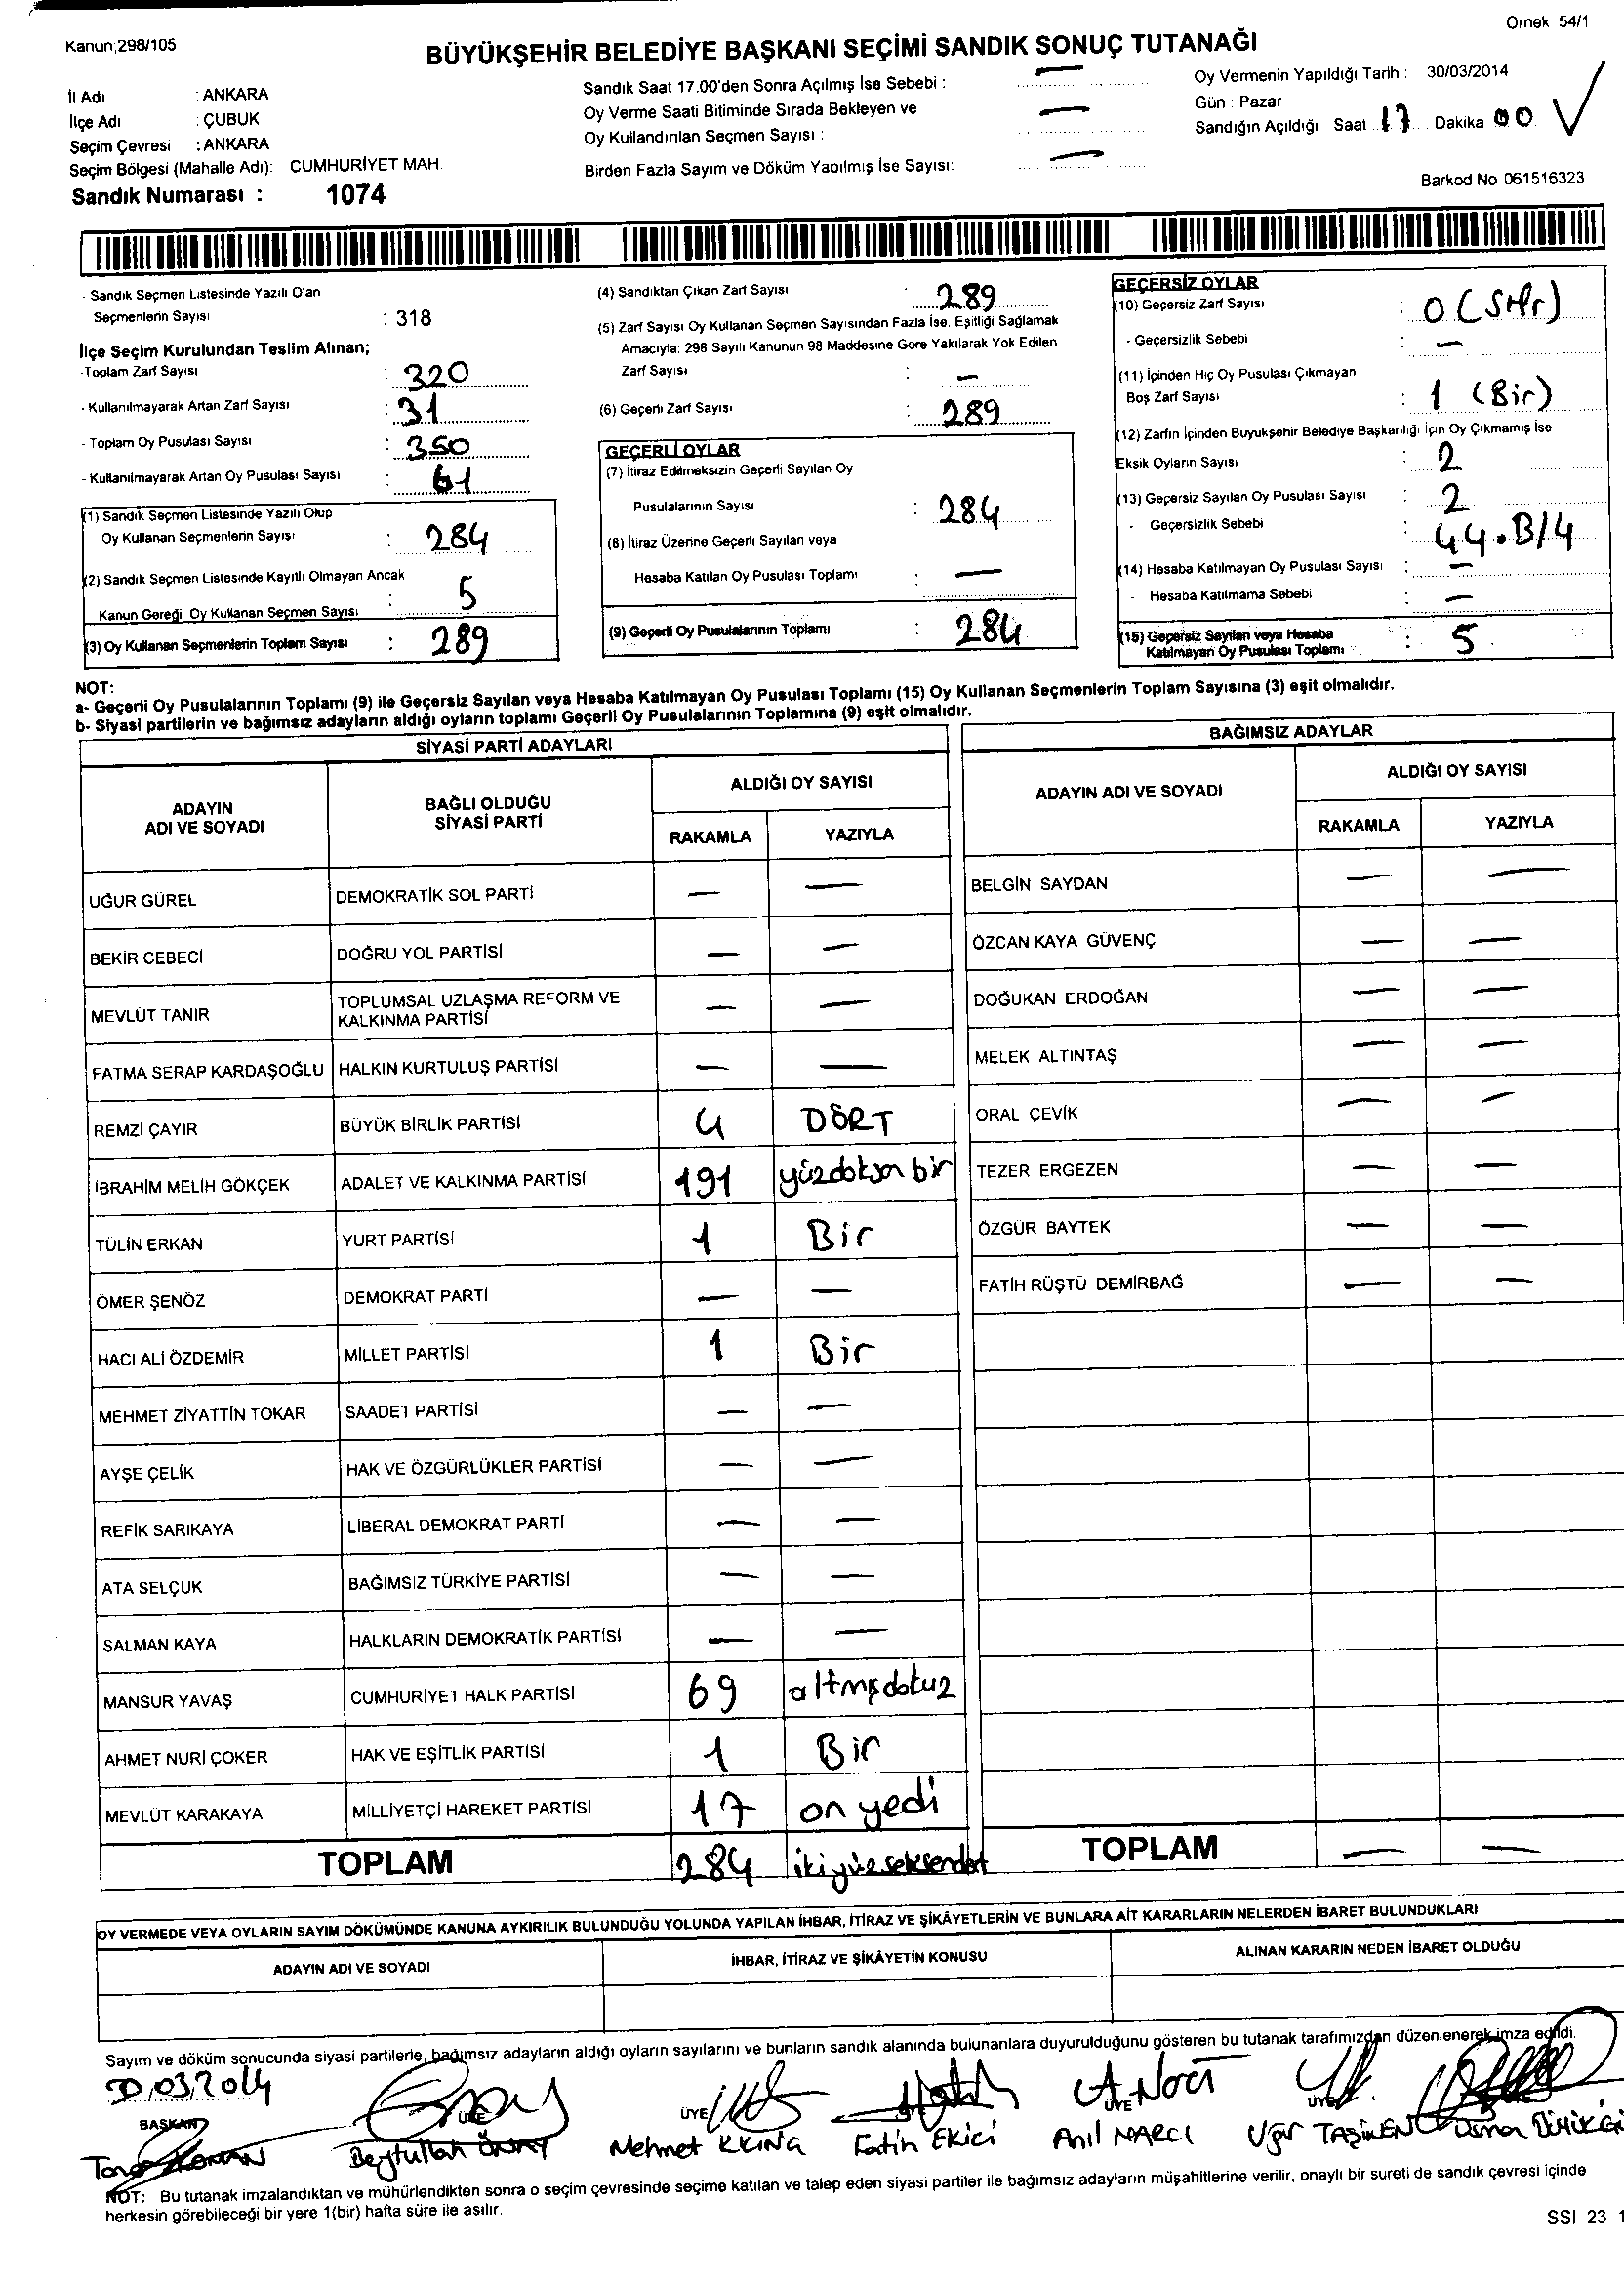 Kanun;298/105
Ornek 54/1
BÜYÜKŞEHİR BELEDİYE BAŞKANI SEÇİMİ SANDIK SONUÇ TUTANAĞI
İl Adı : ANKARA
İlçe Adı : ÇUBUK
Seçim Çevresi : ANKARA
Seçim Bölgesi (Mahalle Adı): CUMHURİYET MAH.
Sandık Numarası : 1074
Sandık Saat 17.00'den Sonra Açılmış İse Sebebi : —
Oy Verme Saati Bitiminde Sırada Bekleyen ve
Oy Kullandırılan Seçmen Sayısı : —
Birden Fazla Sayım ve Döküm Yapılmış İse Sayısı: —
Oy Vermenin Yapıldığı Tarih : 30/03/2014
Gün : Pazar
Sandığın Açıldığı Saat 17 Dakika 00
Barkod No 061516323
- Sandık Seçmen Listesinde Yazılı Olan
Seçmenlerin Sayısı : 318
İlçe Seçim Kurulundan Teslim Alınan;
-Toplam Zarf Sayısı : 320
- Kullanılmayarak Artan Zarf Sayısı : 31
- Toplam Oy Pusulası Sayısı : 350
- Kullanılmayarak Artan Oy Pusulası Sayısı : 61
(1) Sandık Seçmen Listesinde Yazılı Olup
Oy Kullanan Seçmenlerin Sayısı : 284
(2) Sandık Seçmen Listesinde Kayıtlı Olmayan Ancak
Kanun Gereği Oy Kullanan Seçmen Sayısı : 5
(3) Oy Kullanan Seçmenlerin Toplam Sayısı : 289
(4) Sandıktan Çıkan Zarf Sayısı : 289
(5) Zarf Sayısı Oy Kullanan Seçmen Sayısından Fazla İse, Eşitliği Sağlamak
Amacıyla; 298 Sayılı Kanunun 98 Maddesine Göre Yakılarak Yok Edilen
Zarf Sayısı : —
(6) Geçerli Zarf Sayısı : 289
GEÇERLİ OYLAR
(7) İtiraz Edilmeksizin Geçerli Sayılan Oy
Pusulalarının Sayısı : 284
(8) İtiraz Üzerine Geçerli Sayılan veya
Hesaba Katılan Oy Pusulası Toplamı : —
(9) Geçerli Oy Pusulalarının Toplamı : 284
GEÇERSİZ OYLAR
(10) Geçersiz Zarf Sayısı : 0 (Sıfır)
- Geçersizlik Sebebi : —
(11) İçinden Hiç Oy Pusulası Çıkmayan
Boş Zarf Sayısı : 1 (Bir)
(12) Zarfın İçinden Büyükşehir Belediye Başkanlığı İçin Oy Çıkmamış İse
Eksik Oyların Sayısı : 2
(13) Geçersiz Sayılan Oy Pusulası Sayısı : 2
- Geçersizlik Sebebi : 44.B/4
(14) Hesaba Katılmayan Oy Pusulası Sayısı : —
- Hesaba Katılmama Sebebi : —
(15) Geçersiz Sayılan veya Hesaba
Katılmayan Oy Pusulası Toplamı : 5
NOT:
a- Geçerli Oy Pusulalarının Toplamı (9) ile Geçersiz Sayılan veya Hesaba Katılmayan Oy Pusulası Toplamı (15) Oy Kullanan Seçmenlerin Toplam Sayısına (3) eşit olmalıdır.
b- Siyasi partilerin ve bağımsız adayların aldığı oyların toplamı Geçerli Oy Pusulalarının Toplamına (9) eşit olmalıdır.
SİYASİ PARTİ ADAYLARI
ADAYIN ADI VE SOYADI BAĞLI OLDUĞU SİYASİ PARTİ ALDIĞI OY SAYISI
RAKAMLA YAZIYLA
UĞUR GÜREL DEMOKRATİK SOL PARTİ — —
BEKİR CEBECİ DOĞRU YOL PARTİSİ — —
MEVLÜT TANIR TOPLUMSAL UZLAŞMA REFORM VE KALKINMA PARTİSİ — —
FATMA SERAP KARDAŞOĞLU HALKIN KURTULUŞ PARTİSİ — —
REMZİ ÇAYIR BÜYÜK BİRLİK PARTİSİ 4 DÖRT
İBRAHİM MELİH GÖKÇEK ADALET VE KALKINMA PARTİSİ 191 yüzdoksan bir
TÜLİN ERKAN YURT PARTİSİ 1 Bir
ÖMER ŞENÖZ DEMOKRAT PARTİ — —
HACI ALİ ÖZDEMİR MİLLET PARTİSİ 1 Bir
MEHMET ZİYATTİN TOKAR SAADET PARTİSİ — —
AYŞE ÇELİK HAK VE ÖZGÜRLÜKLER PARTİSİ — —
REFİK SARIKAYA LİBERAL DEMOKRAT PARTİ — —
ATA SELÇUK BAĞIMSIZ TÜRKİYE PARTİSİ — —
SALMAN KAYA HALKLARIN DEMOKRATİK PARTİSİ — —
MANSUR YAVAŞ CUMHURİYET HALK PARTİSİ 69 altmışdokuz
AHMET NURİ ÇOKER HAK VE EŞİTLİK PARTİSİ 1 Bir
MEVLÜT KARAKAYA MİLLİYETÇİ HAREKET PARTİSİ 17 on yedi
TOPLAM 284 ikiyüzseksendört
BAĞIMSIZ ADAYLAR
ADAYIN ADI VE SOYADI ALDIĞI OY SAYISI
RAKAMLA YAZIYLA
BELGİN SAYDAN — —
ÖZCAN KAYA GÜVENÇ — —
DOĞUKAN ERDOĞAN — —
MELEK ALTINTAŞ — —
ORAL ÇEVİK — —
TEZER ERGEZEN — —
ÖZGÜR BAYTEK — —
FATİH RÜŞTÜ DEMİRBAĞ — —
TOPLAM — —
OY VERMEDE VEYA OYLARIN SAYIM DÖKÜMÜNDE KANUNA AYKIRILIK BULUNDUĞU YOLUNDA YAPILAN İHBAR, İTİRAZ VE ŞİKÂYETLERİN VE BUNLARA AİT KARARLARIN NELERDEN İBARET BULUNDUKLARI
ADAYIN ADI VE SOYADI İHBAR, İTİRAZ VE ŞİKÂYETİN KONUSU ALINAN KARARIN NEDEN İBARET OLDUĞU
Sayım ve döküm sonucunda siyasi partilerle, bağımsız adayların aldığı oyların sayılarını ve bunların sandık alanında bulunanlara duyurulduğunu gösteren bu tutanak tarafımızdan düzenlenerek imza edildi.
30/03/2014
BAŞKAN ÜYE ÜYE ÜYE ÜYE
Beytullah Mehmet Fatih Ekici Anıl NARCI
NOT: Bu tutanak imzalandıktan ve mühürlendikten sonra o seçim çevresinde seçime katılan ve talep eden siyasi partiler ile bağımsız adayların müşahitlerine verilir, onaylı bir sureti de sandık çevresi içinde
herkesin görebileceği bir yere 1(bir) hafta süre ile asılır.
SSI 23 1